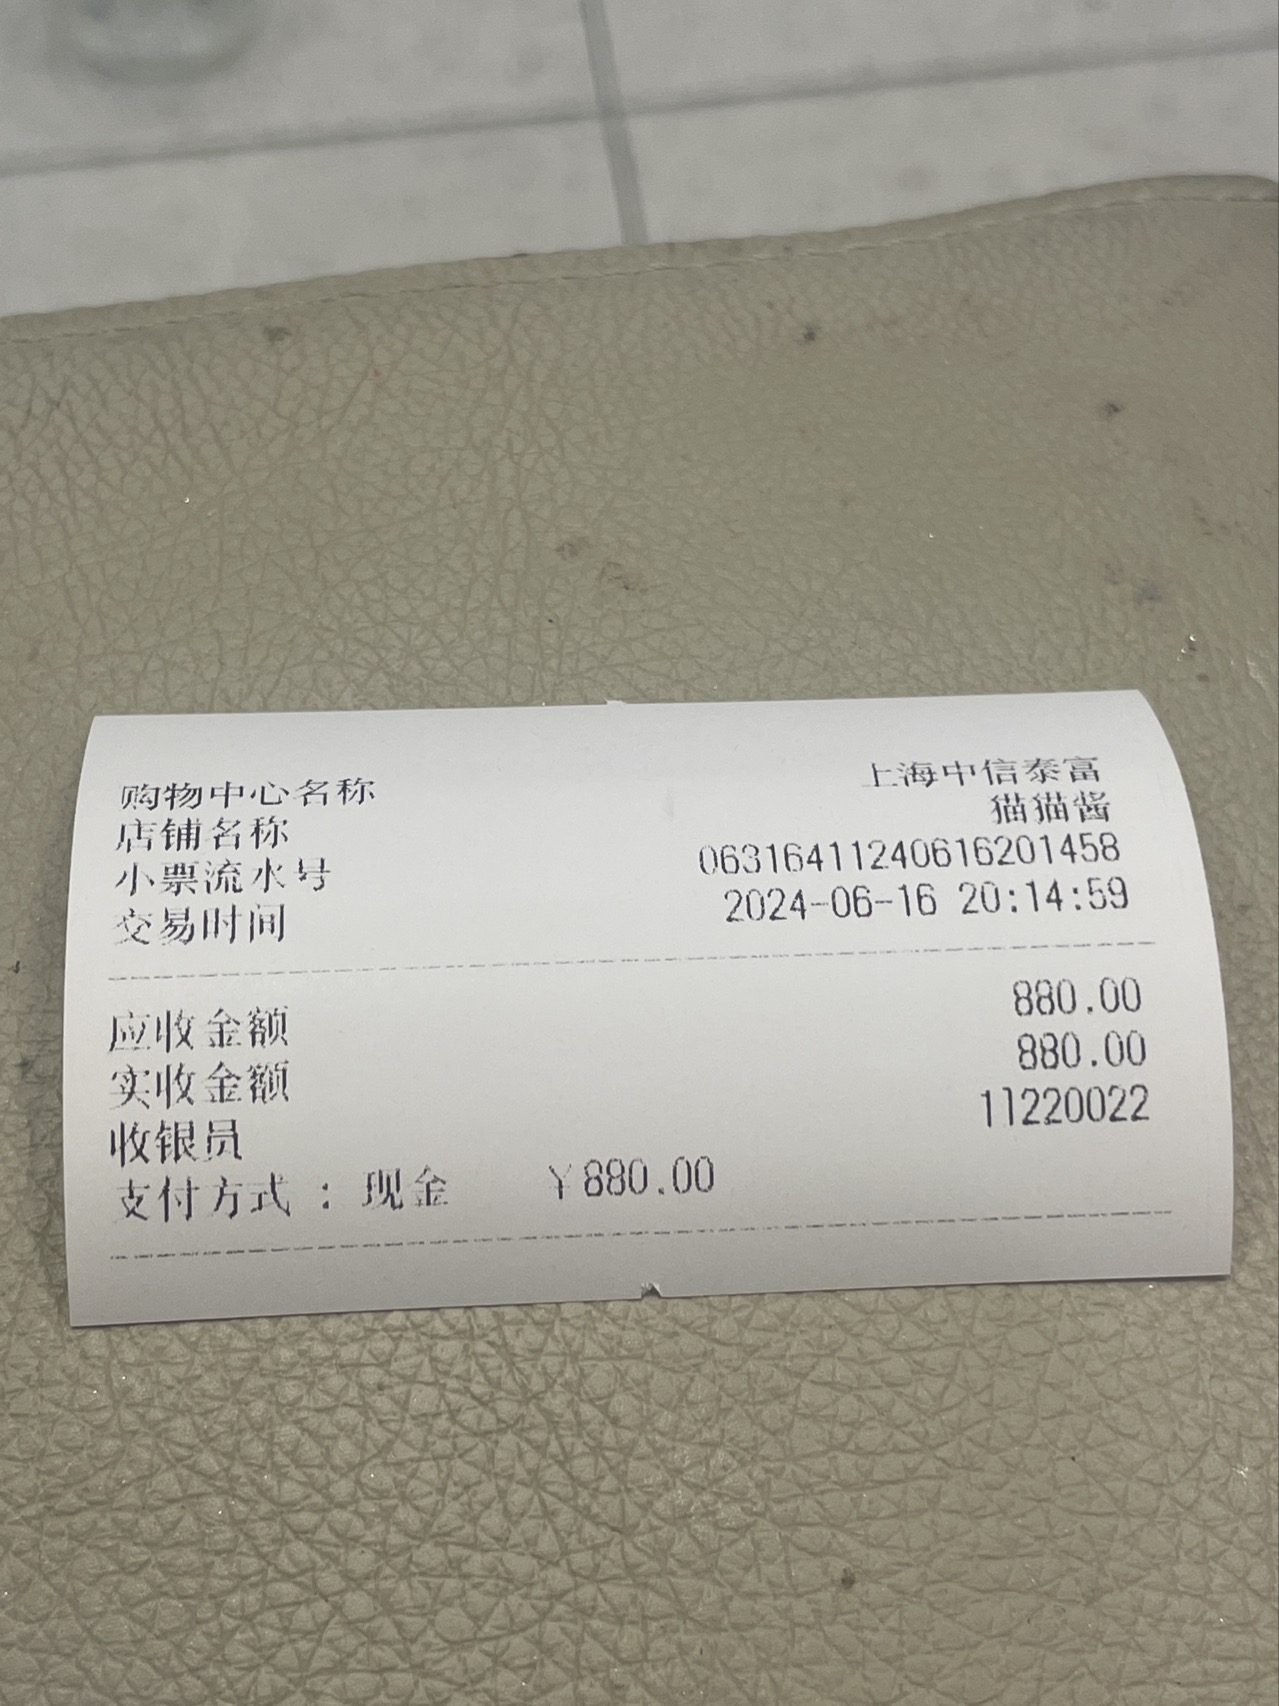 购物中心名称 上海中信泰富
店铺名称 猫猫酱
小票流水号 06316411240616201458
交易时间 2024-06-16 20:14:59
应收金额 880.00
实收金额 880.00
收银员 11220022
支付方式 : 现金 ¥880.00